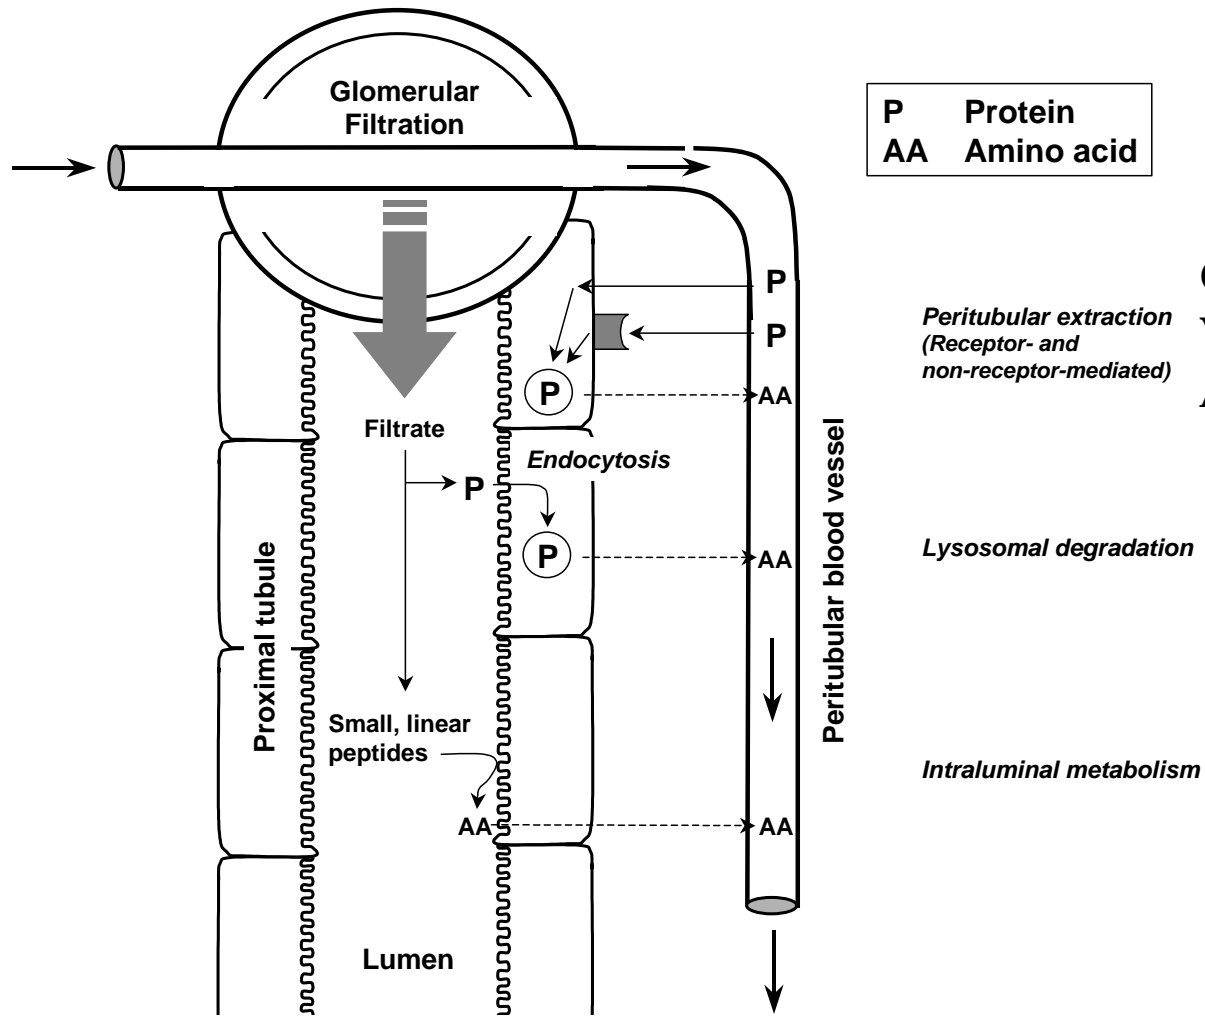 Glomerular
Filtration
P Protein
AA Amino acid
P
P
Peritubular extraction
(Receptor- and
non-receptor-mediated)
P
AA
Filtrate
Endocytosis
P
P
AA
Lysosomal degradation
Proximal tubule
Peritubular blood vessel
Small, linear
peptides
Intraluminal metabolism
AA
AA
Lumen